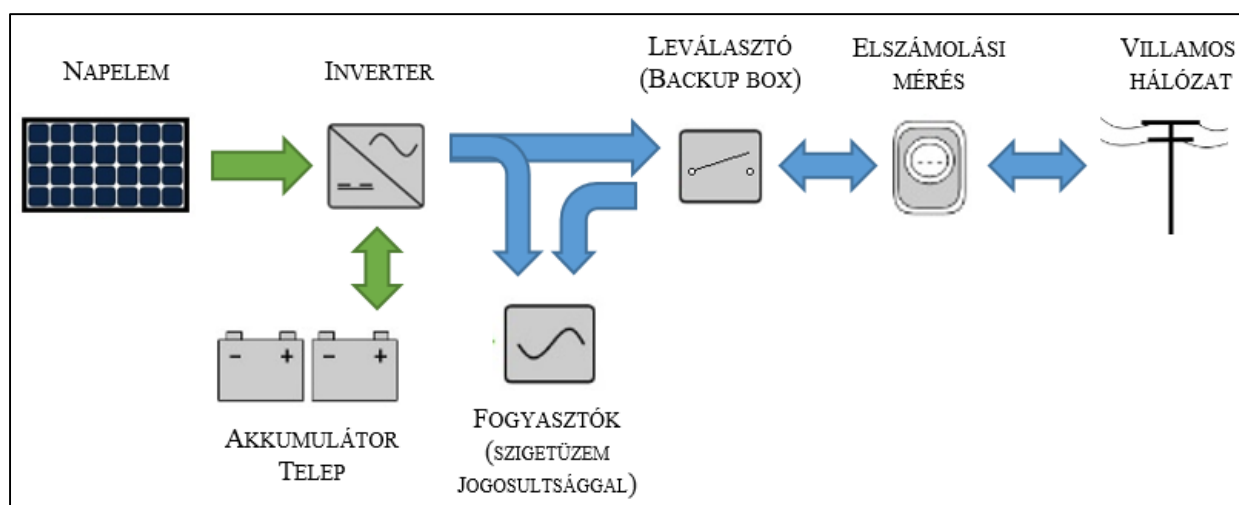 NAPELEM
INVERTER
LEVÁLASZTÓ
(BACKUP BOX)
ELSZÁMOLÁSI
MÉRÉS
VILLAMOS
HÁLÓZAT
AKKUMULÁTOR
TELEP
FOGYASZTÓK
(SZIGETÜZEM
JOGOSULTSÁGGAL)